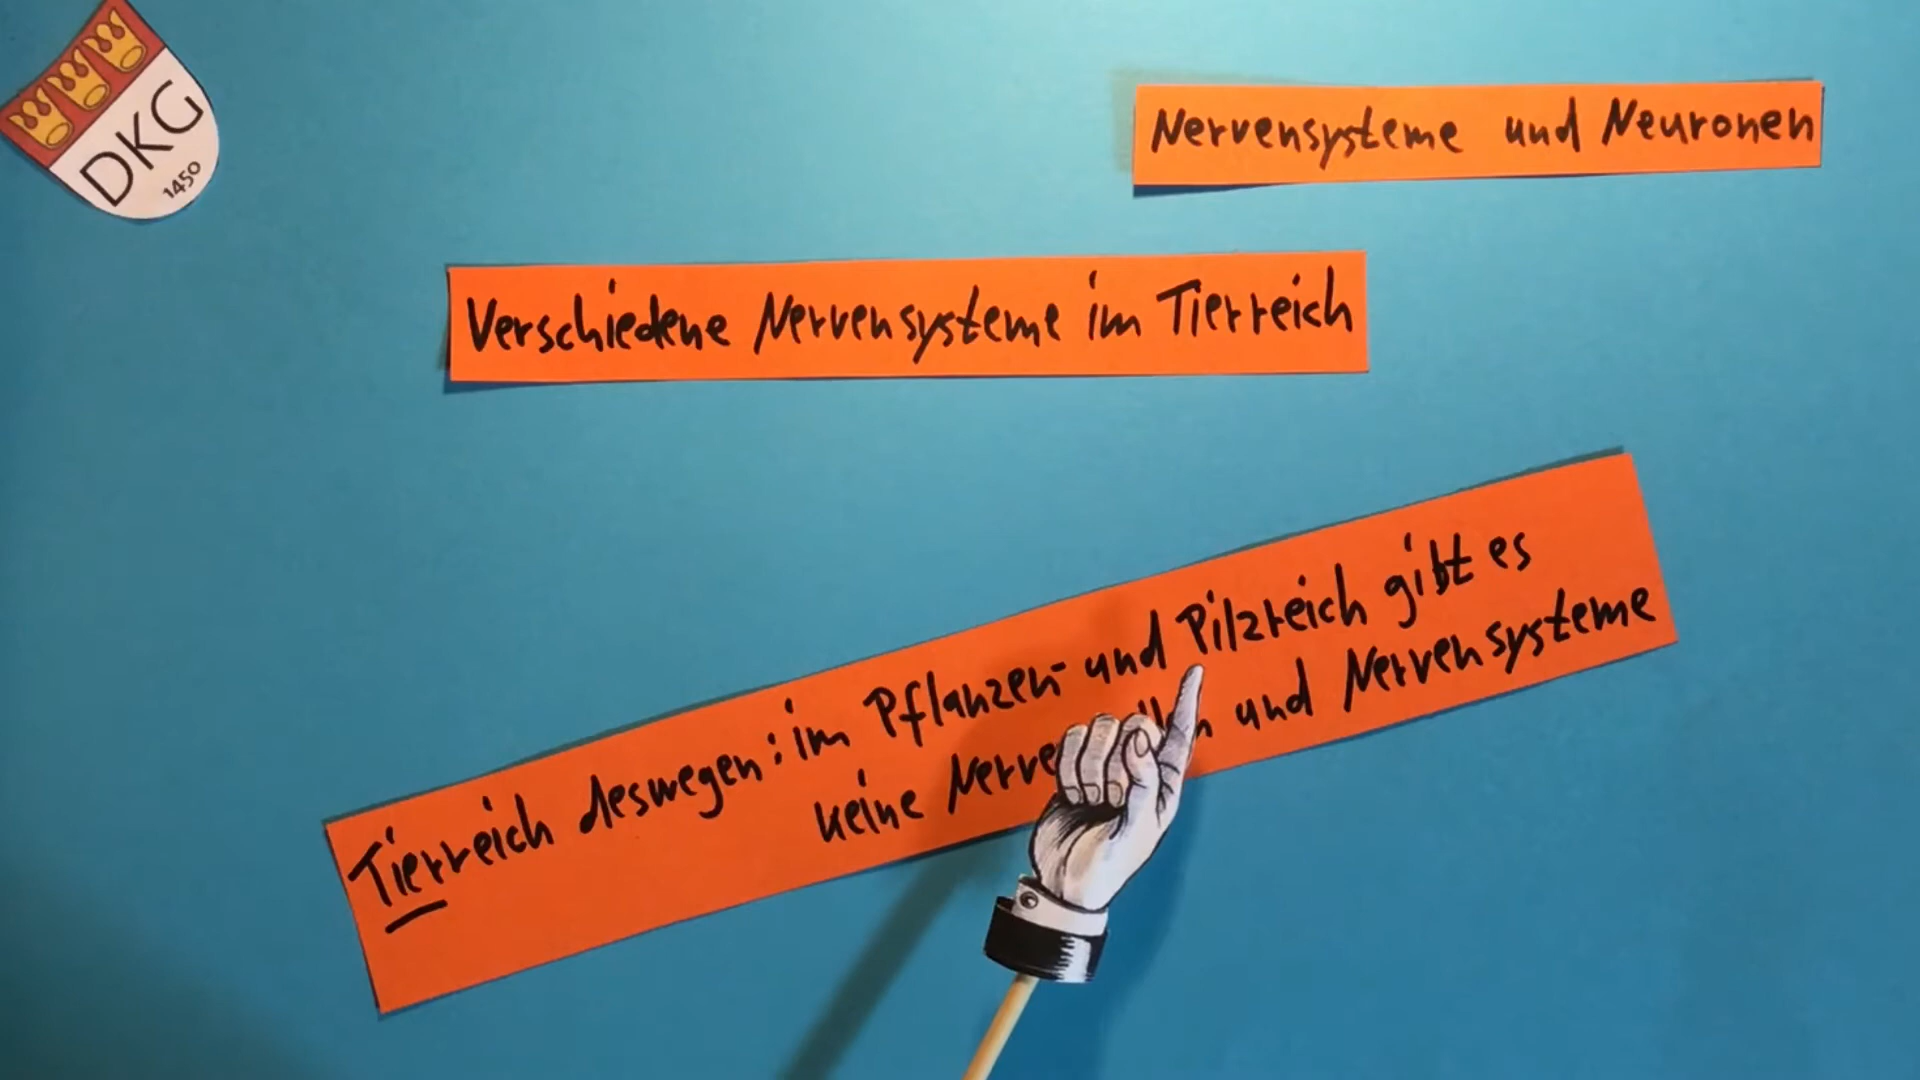 DKG
1450
Nervensysteme und Neuronen
Verschiedene Nervensysteme im Tierreich
Tierreich deswegen: im Pflanzen- und Pilzreich gibt es
keine und Nervensysteme